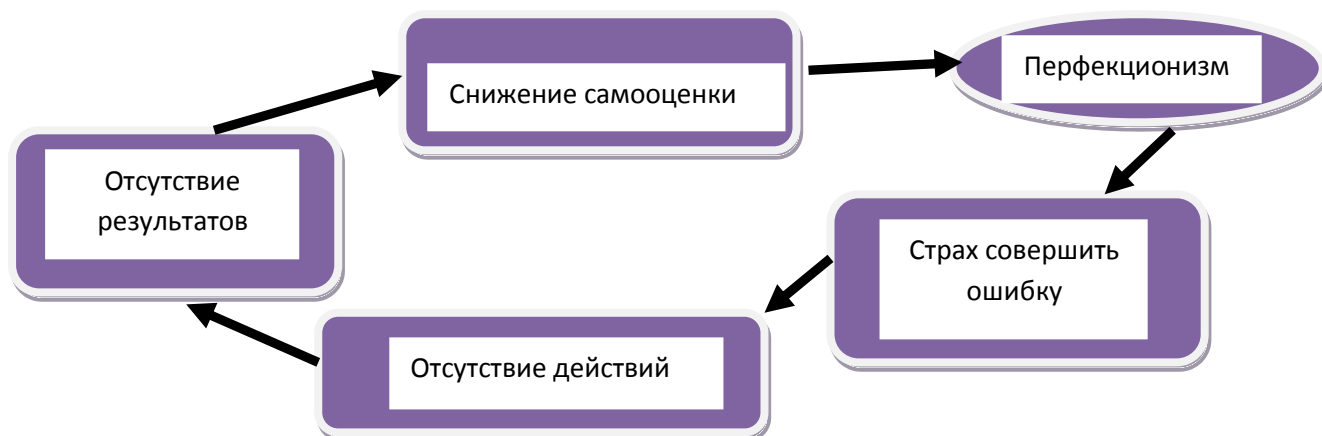 Снижение самооценки
Перфекционизм
Отсутствие
результатов
Страх совершить
ошибку
Отсутствие действий